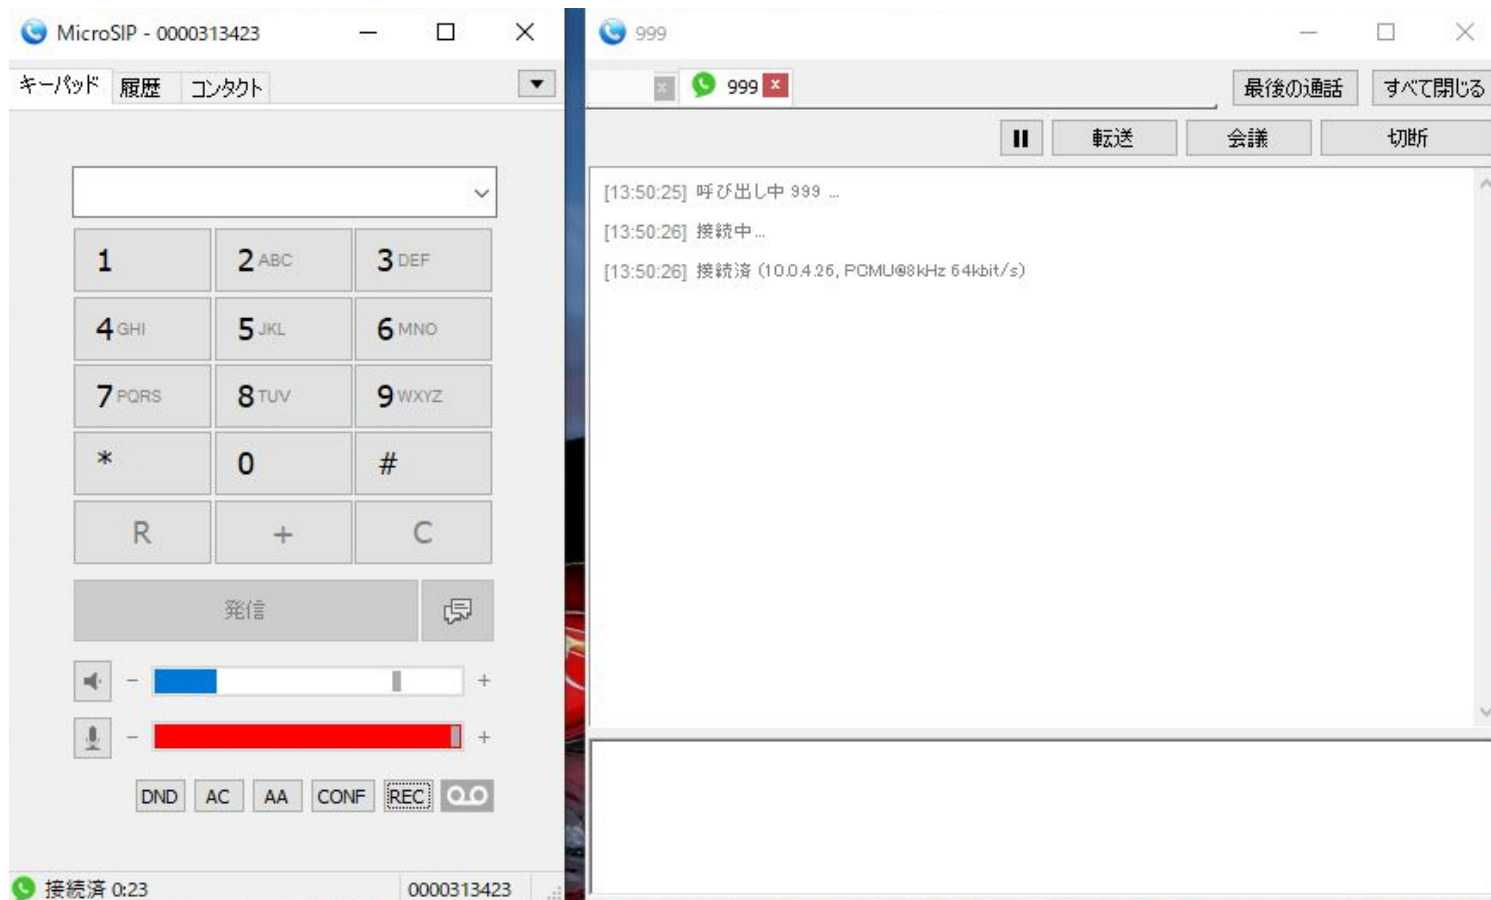 MicroSIP - 0000313423
キーパッド 履歴 コンタクト
1
2 ABC
3 DEF
4 GHI
5 JKL
6 MNO
7 PQRS
8 TUV
9 WXYZ
*
0
#
R
+
C
発信
- +
- +
DND AC AA CONF REC
接続済 0:23 0000313423
999
999 x 最後の通話 すべて閉じる
転送 会議 切断
[13:50:25] 呼び出し中 999 ...
[13:50:26] 接続中...
[13:50:26] 接続済 (10.0.4.26, PCMU@8kHz 64kbit/s)